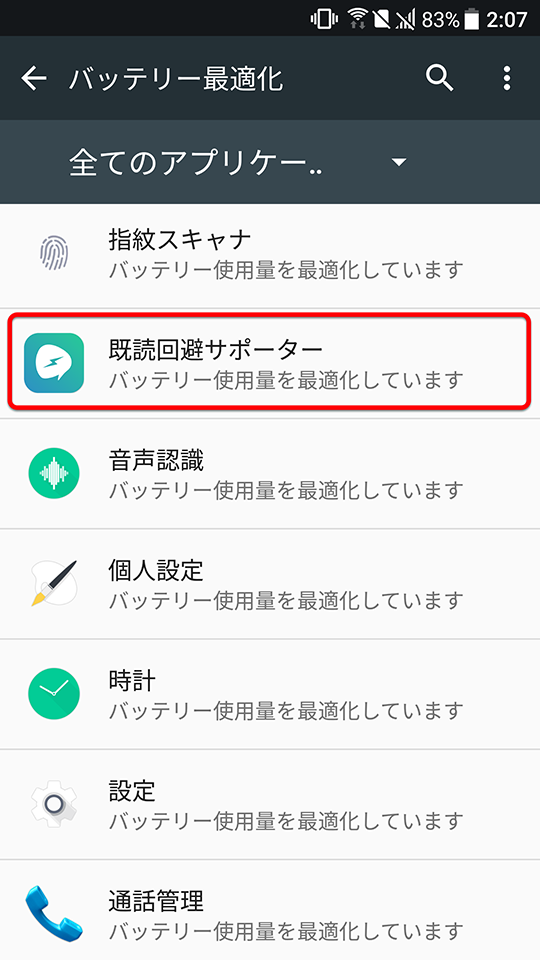 83% 2:07
バッテリー最適化
全てのアプリケー..
指紋スキャナ
バッテリー使用量を最適化しています
既読回避サポーター
バッテリー使用量を最適化しています
音声認識
バッテリー使用量を最適化しています
個人設定
バッテリー使用量を最適化しています
時計
バッテリー使用量を最適化しています
設定
バッテリー使用量を最適化しています
通話管理
バッテリー使用量を最適化しています